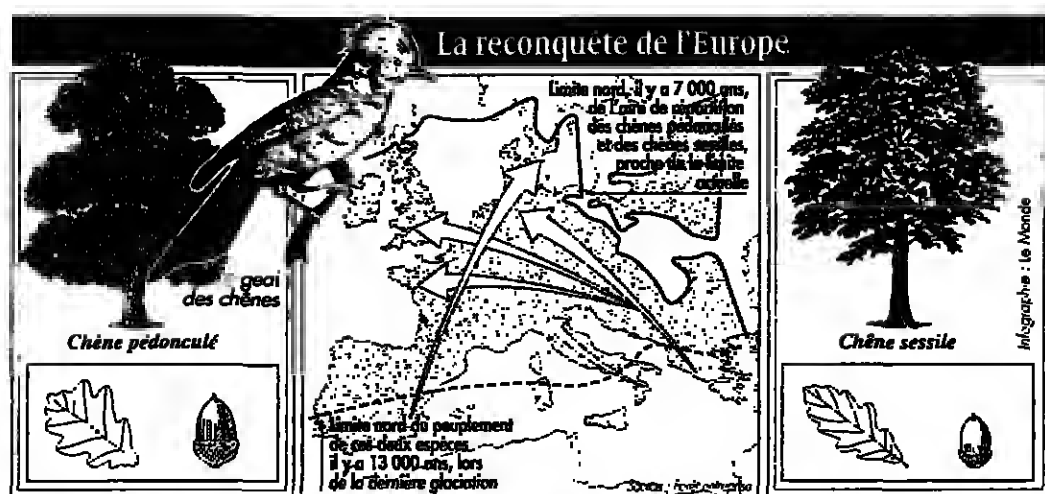 La reconquête de l'Europe
Limite nord, il y a 7 000 ans,
de l'aire de répartition
des chênes pédonculés
et des chênes sessiles,
proche de la limite
actuelle
geai
des chênes
Chêne pédonculé
Limite nord du peuplement
de ces deux espèces
il y a 13 000 ans, lors
de la dernière glaciation
Source : Forêt-entreprise
Chêne sessile
Infographie : Le Monde